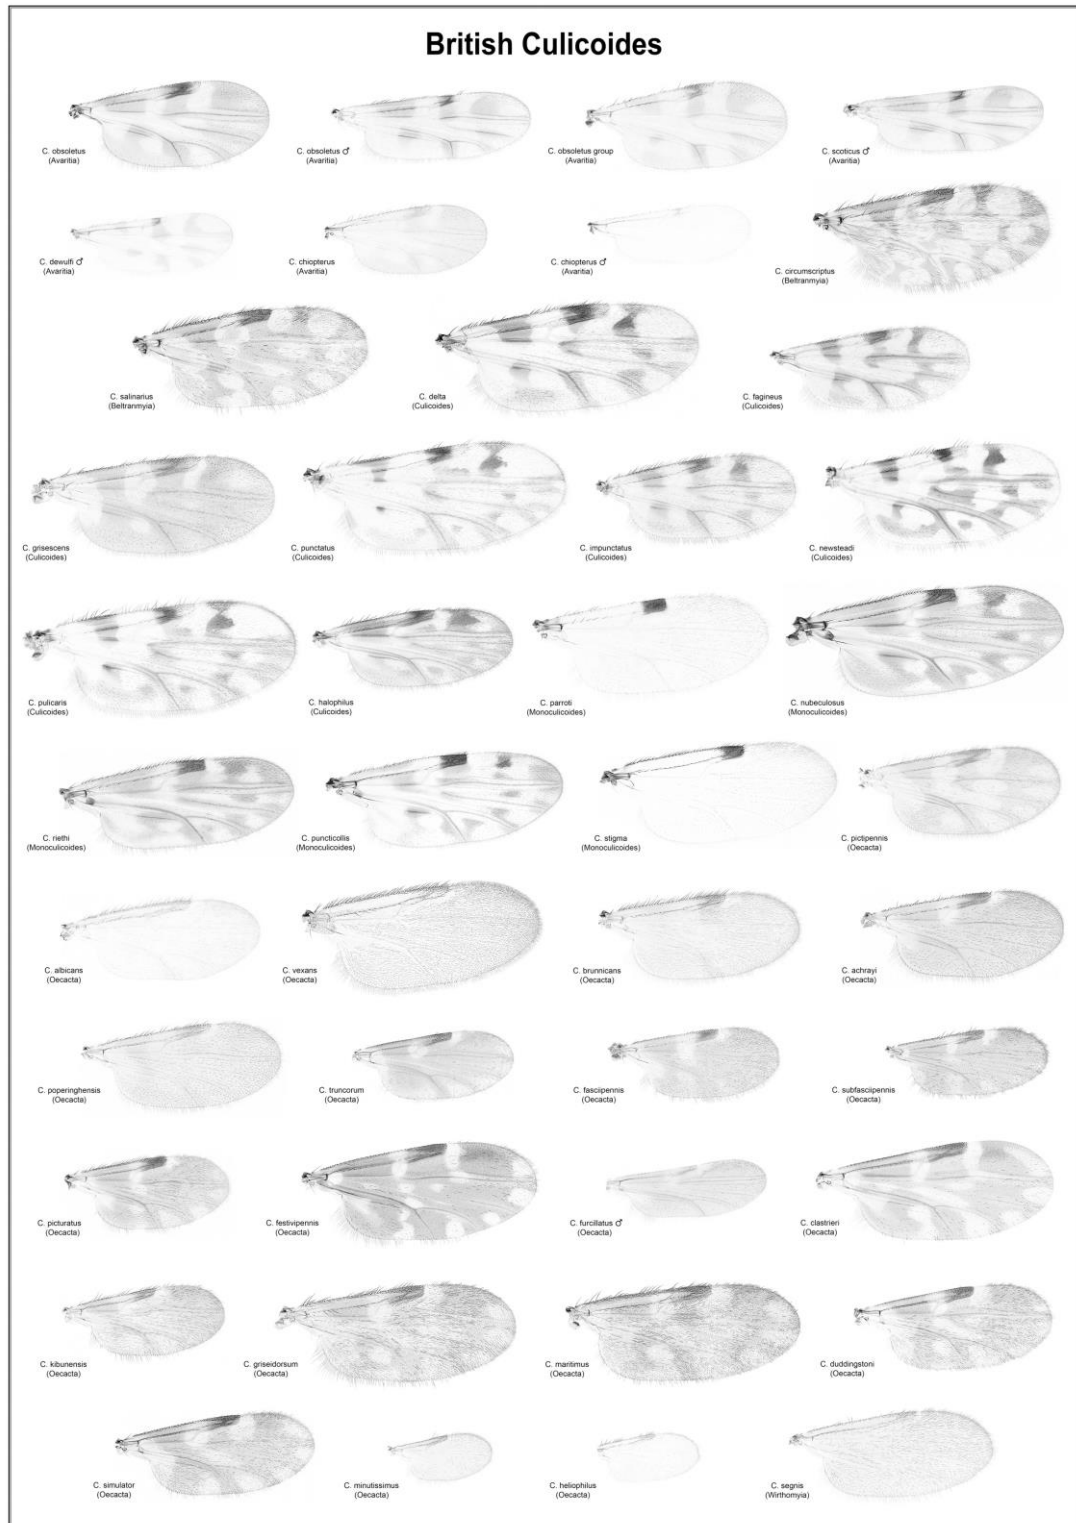 British Culicoides
C. obsoletus
(Avaritia)
C. obsoletus ♂
(Avaritia)
C. obsoletus group
(Avaritia)
C. scoticus ♂
(Avaritia)
C. dewulfi ♂
(Avaritia)
C. chiopterus
(Avaritia)
C. chiopterus ♂
(Avaritia)
C. circumscriptus
(Beltranmyia)
C. salinarius
(Beltranmyia)
C. delta
(Culicoides)
C. fagineus
(Culicoides)
C. grisescens
(Culicoides)
C. punctatus
(Culicoides)
C. impunctatus
(Culicoides)
C. newsteadi
(Culicoides)
C. pulicaris
(Culicoides)
C. halophilus
(Culicoides)
C. parroti
(Monoculicoides)
C. nubeculosus
(Monoculicoides)
C. riethi
(Monoculicoides)
C. puncticollis
(Monoculicoides)
C. stigma
(Monoculicoides)
C. pictipennis
(Oecacta)
C. albicans
(Oecacta)
C. vexans
(Oecacta)
C. brunnicans
(Oecacta)
C. achrayi
(Oecacta)
C. poperinghensis
(Oecacta)
C. truncorum
(Oecacta)
C. fasciipennis
(Oecacta)
C. subfasciipennis
(Oecacta)
C. picturatus
(Oecacta)
C. festivipennis
(Oecacta)
C. furcillatus ♂
(Oecacta)
C. clastrieri
(Oecacta)
C. kibunensis
(Oecacta)
C. griseidorsum
(Oecacta)
C. maritimus
(Oecacta)
C. duddingstoni
(Oecacta)
C. simulator
(Oecacta)
C. minutissimus
(Oecacta)
C. heliophilus
(Oecacta)
C. segnis
(Wirthomyia)